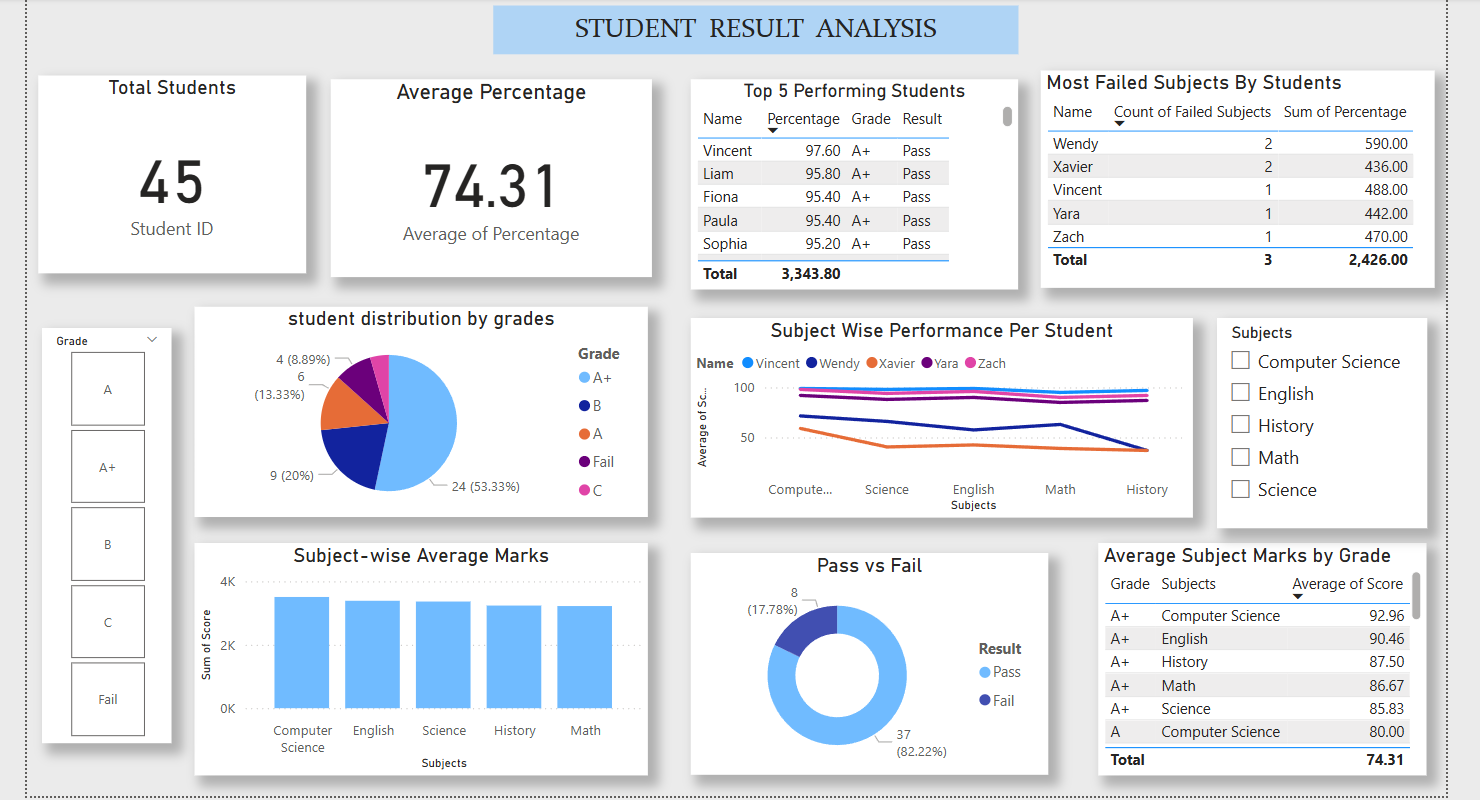 STUDENT RESULT ANALYSIS
Total Students
45
Student ID
Average Percentage
74.31
Average of Percentage
Top 5 Performing Students
Name Percentage Grade Result
Vincent 97.60 A+ Pass
Liam 95.80 A+ Pass
Fiona 95.40 A+ Pass
Paula 95.40 A+ Pass
Sophia 95.20 A+ Pass
Total 3,343.80
Most Failed Subjects By Students
Name Count of Failed Subjects Sum of Percentage
Wendy 2 590.00
Xavier 2 436.00
Vincent 1 488.00
Yara 1 442.00
Zach 1 470.00
Total 3 2,426.00
Grade
A
A+
B
C
Fail
student distribution by grades
4 (8.89%)
6
(13.33%)
9 (20%)
24 (53.33%)
Grade
A+
B
A
Fail
C
Subject Wise Performance Per Student
Name Vincent Wendy Xavier Yara Zach
Average of Sc...
100
50
Compute... Science English Math History
Subjects
Subjects
Computer Science
English
History
Math
Science
Subject-wise Average Marks
Sum of Score
4K
2K
0K
Computer Science English Science History Math
Subjects
Pass vs Fail
8
(17.78%)
37
(82.22%)
Result
Pass
Fail
Average Subject Marks by Grade
Grade Subjects Average of Score
A+ Computer Science 92.96
A+ English 90.46
A+ History 87.50
A+ Math 86.67
A+ Science 85.83
A Computer Science 80.00
Total 74.31